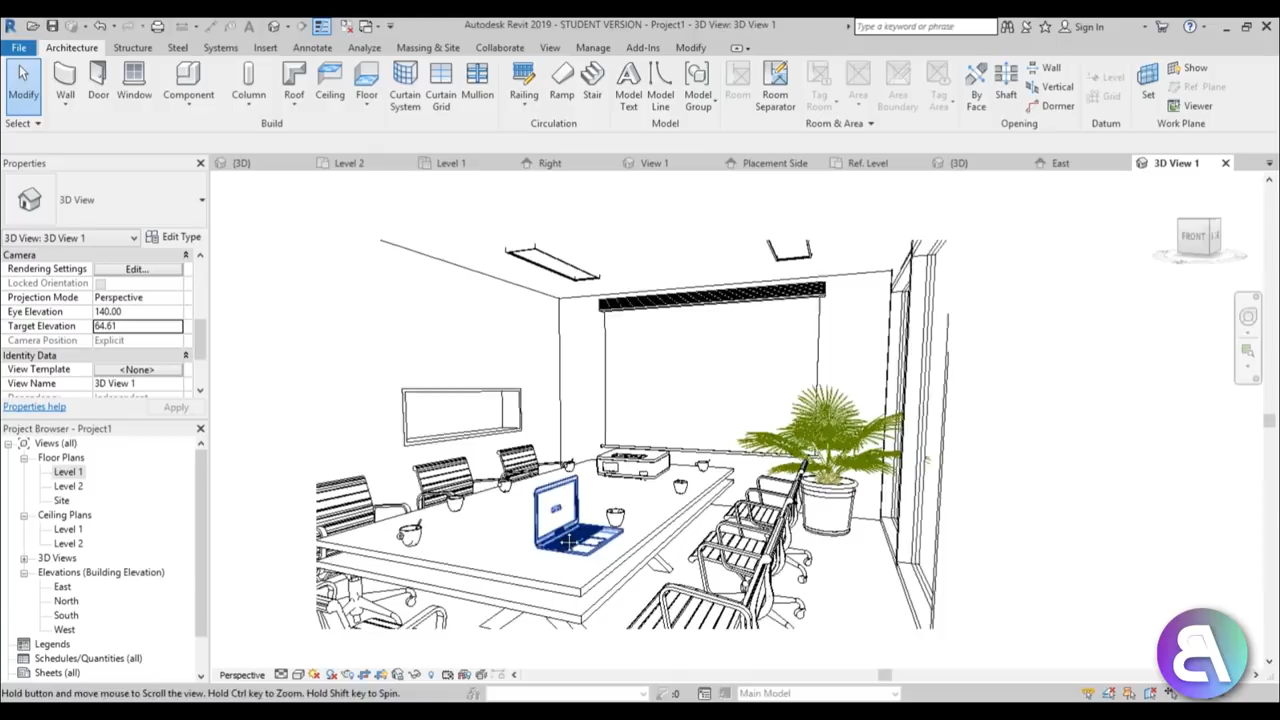 Autodesk Revit 2019 - STUDENT VERSION - Project1 - 3D View: 3D View 1
Type a keyword or phrase
Sign In
File Architecture Structure Steel Systems Insert Annotate Analyze Massing & Site Collaborate View Manage Add-Ins Modify
Modify Wall Door Window Component Column Roof Ceiling Floor Curtain System Curtain Grid Mullion Railing Ramp Stair Model Text Model Line Model Group Room Room Separator Tag Room Area Area Boundary Tag Area By Face Shaft Wall Vertical Dormer Level Grid Set Show Ref Plane Viewer
Select Build Circulation Model Room & Area Opening Datum Work Plane
Properties
(3D) Level 2 Level 1 Right View 1 Placement Side Ref. Level (3D) East 3D View 1
3D View
3D View: 3D View 1 Edit Type
Camera
Rendering Settings Edit...
Locked Orientation
Projection Mode Perspective
Eye Elevation 140.00
Target Elevation 64.61
Camera Position Explicit
Identity Data
View Template <None>
View Name 3D View 1
Properties help Apply
Project Browser - Project1
Views (all)
Floor Plans
Level 1
Level 2
Site
Ceiling Plans
Level 1
Level 2
3D Views
Elevations (Building Elevation)
East
North
South
West
Legends
Schedules/Quantities (all)
Sheets (all)
FRONT
Perspective
Hold button and move mouse to Scroll the view. Hold Ctrl key to Zoom. Hold Shift key to Spin.
:0
Main Model